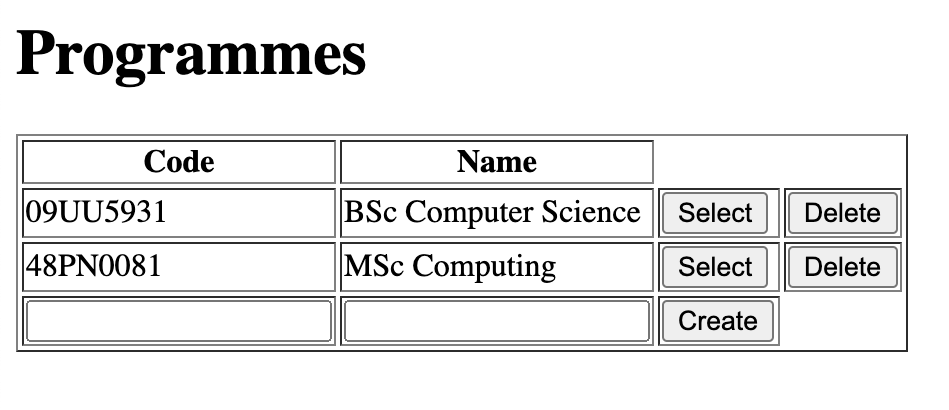 Programmes
Code Name
09UU5931 BSc Computer Science Select Delete
48PN0081 MSc Computing Select Delete
Create